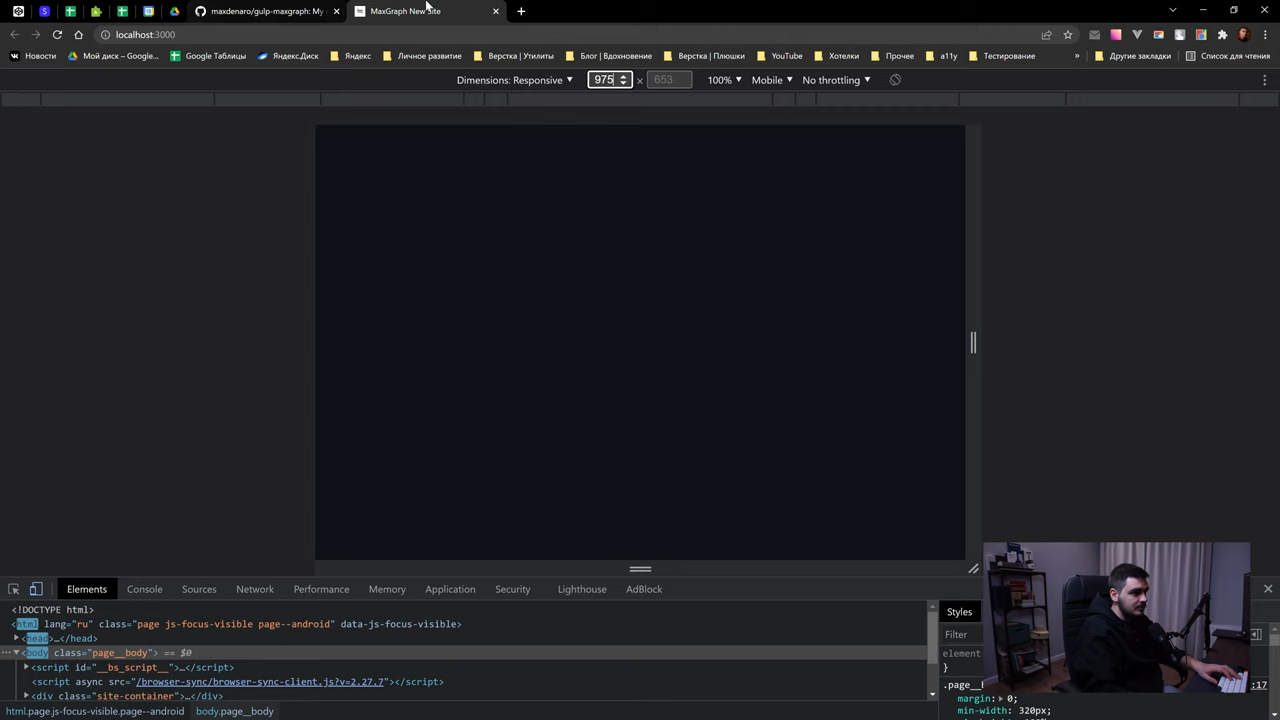 maxdenaro/gulp-maxgraph: My
MaxGraph New Site
localhost:3000
Новости
Мой диск – Google...
Google Таблицы
Яндекс.Диск
Яндекс
Личное развитие
Верстка | Утилиты
Блог | Вдохновение
Верстка | Плюшки
YouTube
Хотелки
Прочее
a11y
Тестирование
Другие закладки
Список для чтения
Dimensions: Responsive
975
×
653
100%
Mobile
No throttling
Elements
Console
Sources
Network
Performance
Memory
Application
Security
Lighthouse
AdBlock
<!DOCTYPE html>
<html lang="ru" class="page js-focus-visible page--android" data-js-focus-visible>
<head>…</head>
<body class="page__body"> == $0
<script id="__bs_script__">…</script>
<script async src="/browser-sync/browser-sync-client.js?v=2.27.7"></script>
<div class="site-container">…</div>
html.page.js-focus-visible.page--android
body.page__body
Styles
Filter
element
}
:17
margin: 0;
min-width: 320px;